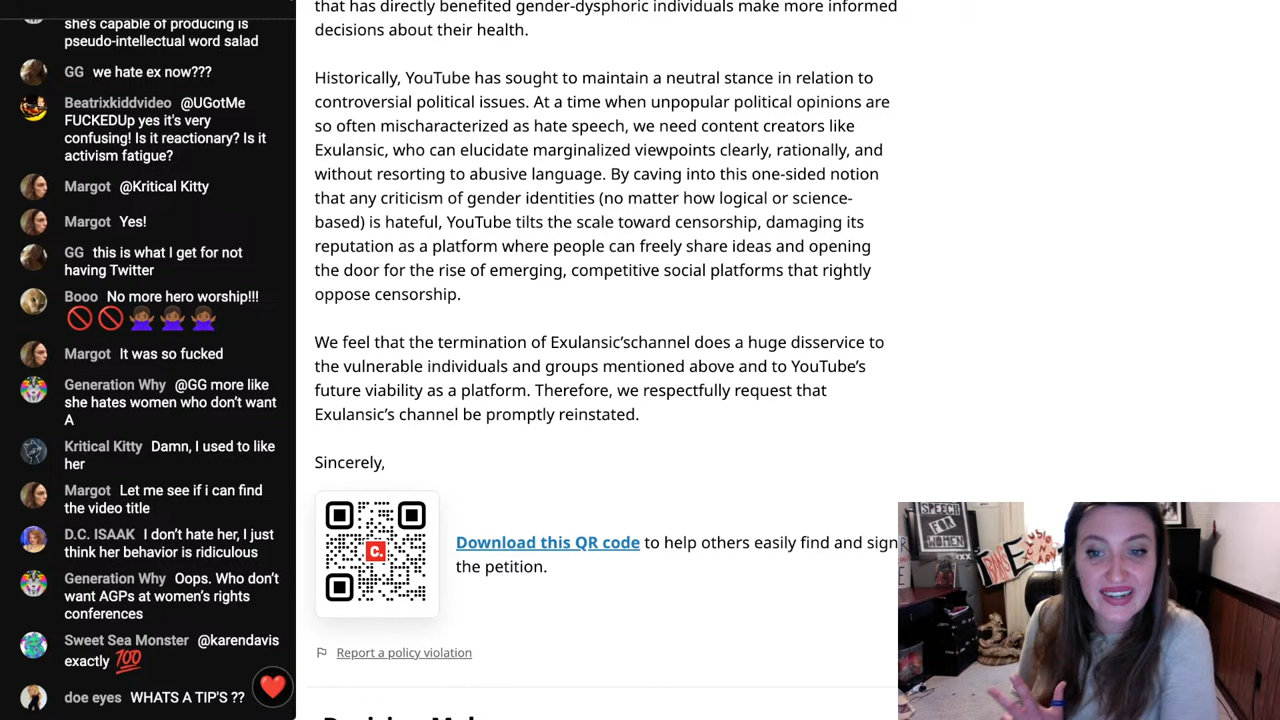 she's capable of producing is
pseudo-intellectual word salad
GG we hate ex now???
Beatrixkiddvideo @UGotMe
FUCKEDUp yes it's very
confusing! Is it reactionary? Is it
activism fatigue?
Margot @Kritical Kitty
Margot Yes!
GG this is what I get for not
having Twitter
Booo No more hero worship!!!
Margot It was so fucked
Generation Why @GG more like
she hates women who don't want
A
Kritical Kitty Damn, I used to like
her
Margot Let me see if i can find
the video title
D.C. ISAAK I don't hate her, I just
think her behavior is ridiculous
Generation Why Oops. Who don't
want AGPs at women's rights
conferences
Sweet Sea Monster @karendavis
exactly 💯
doe eyes WHATS A TIP'S ??
that has directly benefited gender-dysphoric individuals make more informed
decisions about their health.
Historically, YouTube has sought to maintain a neutral stance in relation to
controversial political issues. At a time when unpopular political opinions are
so often mischaracterized as hate speech, we need content creators like
Exulansic, who can elucidate marginalized viewpoints clearly, rationally, and
without resorting to abusive language. By caving into this one-sided notion
that any criticism of gender identities (no matter how logical or science-
based) is hateful, YouTube tilts the scale toward censorship, damaging its
reputation as a platform where people can freely share ideas and opening
the door for the rise of emerging, competitive social platforms that rightly
oppose censorship.
We feel that the termination of Exulansic'schannel does a huge disservice to
the vulnerable individuals and groups mentioned above and to YouTube's
future viability as a platform. Therefore, we respectfully request that
Exulansic's channel be promptly reinstated.
Sincerely,
C.
Download this QR code to help others easily find and sign
the petition.
Report a policy violation
SPEECH
FOR
WOMEN
XX